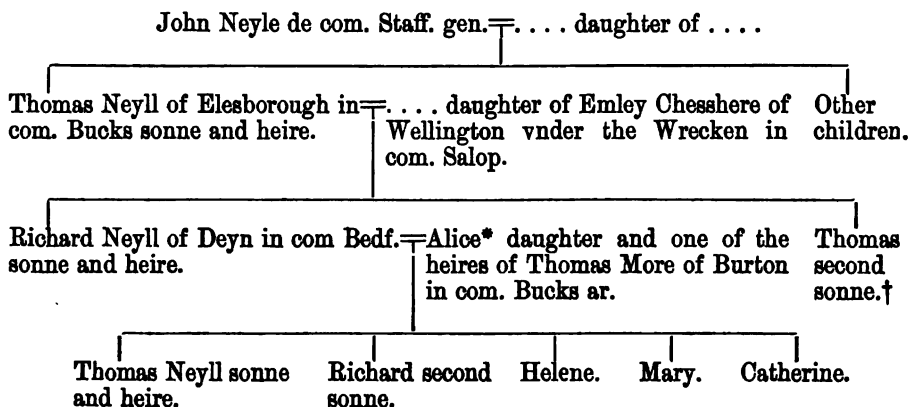 John Neyle de com. Staff. gen.=. . . . daughter of . . . .
Thomas Neyll of Elesborough in=. . . . daughter of Emley Chesshere of Other
com. Bucks sonne and heire. Wellington vnder the Wrecken in children.
com. Salop.
Richard Neyll of Deyn in com Bedf.=Alice* daughter and one of the Thomas
sonne and heire. heires of Thomas More of Burton second
in com. Bucks ar. sonne.†
Thomas Neyll sonne Richard second Helene. Mary. Catherine.
and heire. sonne.